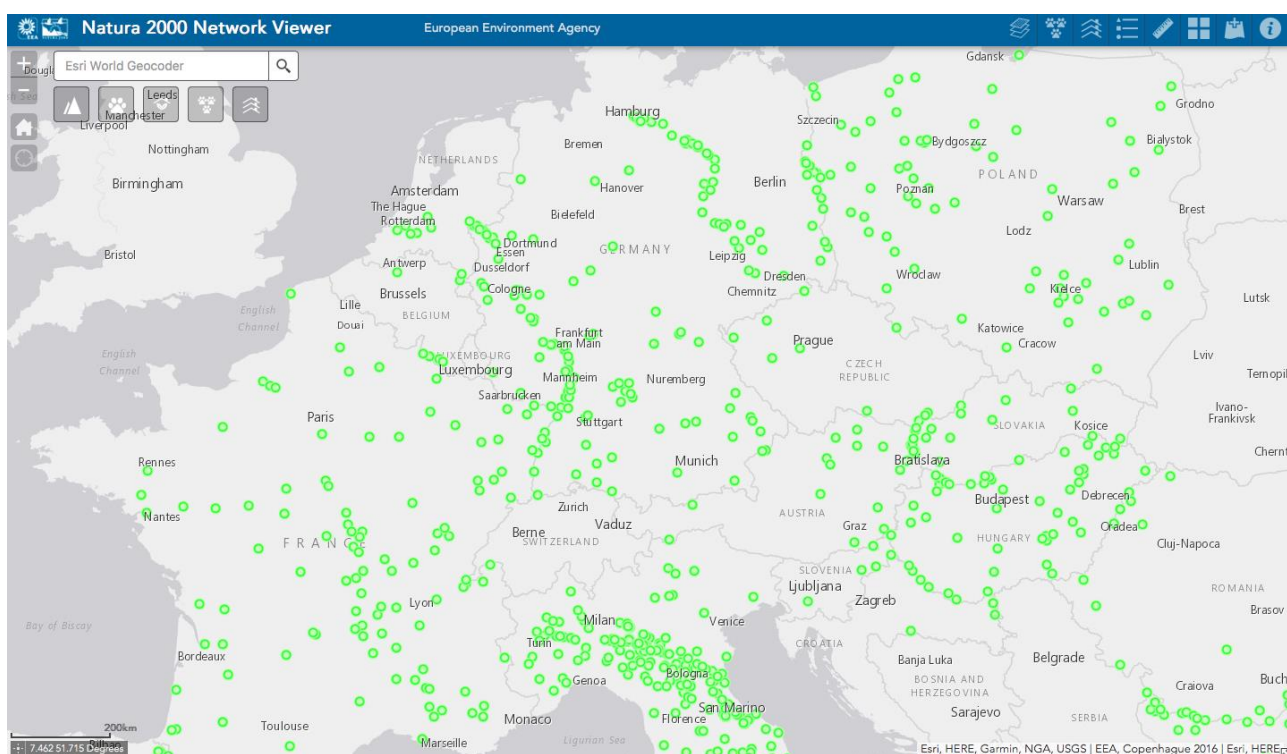 EEA
Natura 2000 Network Viewer
European Environment Agency
Esri World Geocoder
Gdansk
Grodno
Leeds
Manchester
Liverpool
Hamburg
Szczecin
Bydgoszcz
Bialystok
Nottingham
Bremen
NETHERLANDS
POLAND
Birmingham
Amsterdam
Hanover
Berlin
Poznan
Warsaw
The Hague
Rotterdam
Bielefeld
Brest
Lodz
Bristol
Dortmund
Essen
GERMANY
Leipzig
Antwerp
Dusseldorf
Dresden
Wroclaw
Lublin
Brussels
Cologne
Chemnitz
Kielce
Lutsk
Lille
English
Channel
BELGIUM
Douai
Frankfurt
am Main
Katowice
Cracow
Prague
English
Channel
LUXEMBOURG
Luxembourg
Mannheim
Nuremberg
CZECH
REPUBLIC
Lviv
Ternopil
Saarbrucken
Paris
Stuttgart
SLOVAKIA
Kosice
Ivano-
Frankivsk
Rennes
Munich
Bratislava
Chern
Nantes
Zurich
Budapest
Debrecen
AUSTRIA
Vaduz
Berne
SWITZERLAND
Graz
HUNGARY
Oradea
Cluj-Napoca
FRANCE
SLOVENIA
Ljubljana
Zagreb
ROMANIA
Lyon
Milan
Brasov
Bay of Biscay
Turin
Venice
CROATIA
Bordeaux
Banja Luka
Belgrade
Bologna
Genoa
BOSNIA AND
HERZEGOVINA
Craiova
Buch
San Marino
Florence
Monaco
Sarajevo
SERBIA
Toulouse
200km
Marseille
Ligurian Sea
7.462 51.715 Degrees
Esri, HERE, Garmin, NGA, USGS | EEA, Copenhague 2016 | Esri, HERE